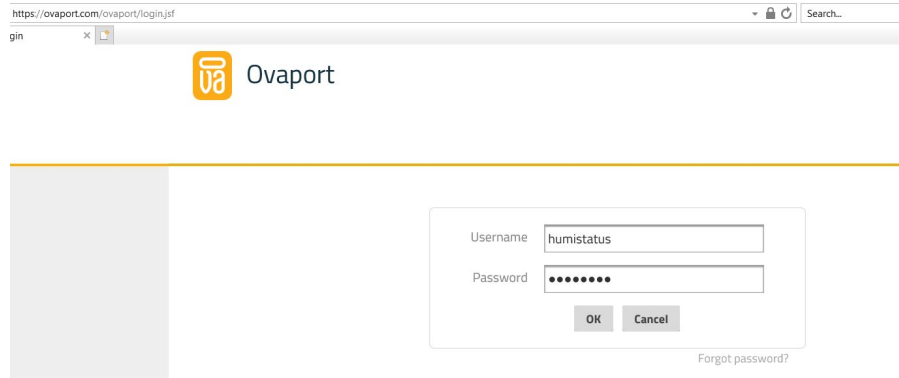 https://ovaport.com/ovaport/login.jsf
Search...
gin
Ovaport
Username humistatus
Password ●●●●●●●●
OK Cancel
Forgot password?